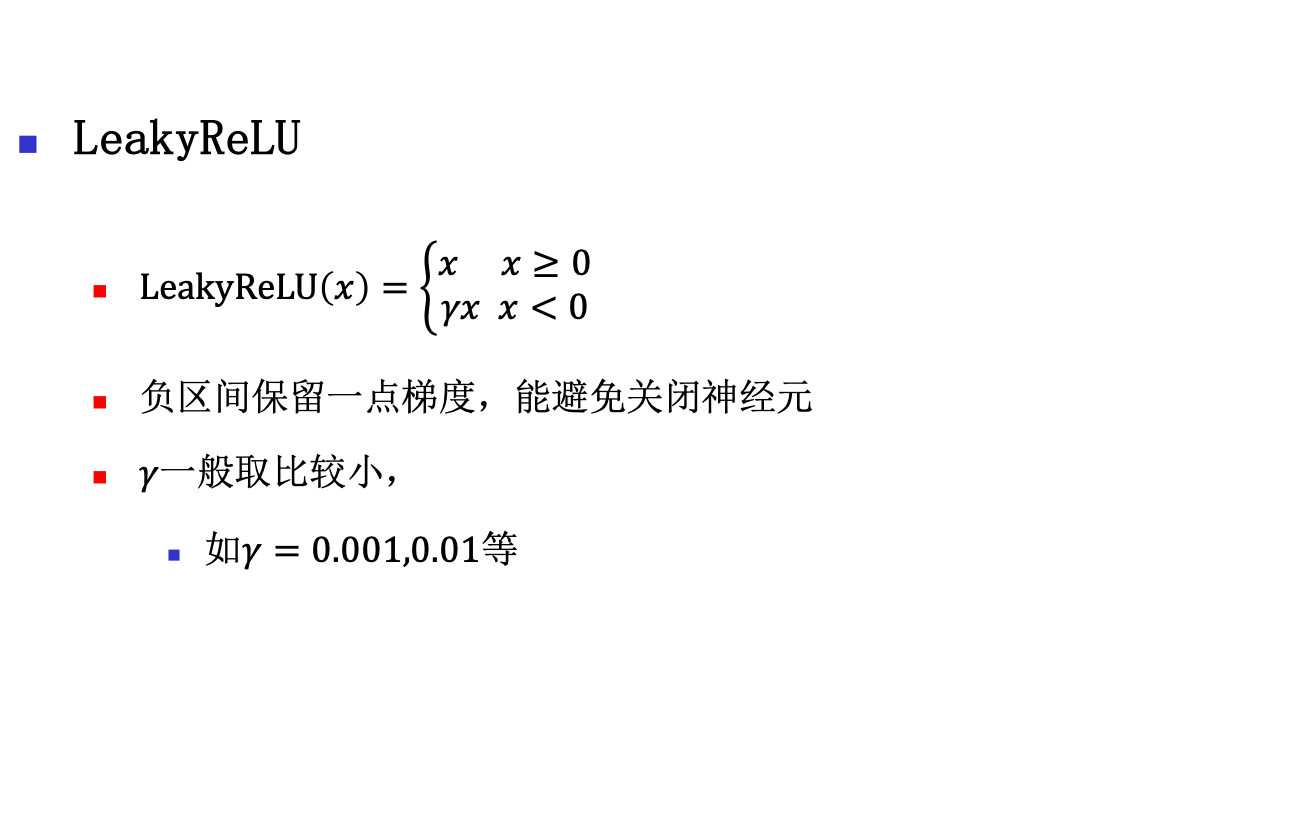 LeakyReLU
LeakyReLU(x) = { x x ≥ 0
γx x < 0
负区间保留一点梯度，能避免关闭神经元
γ一般取比较小，
如γ = 0.001,0.01等